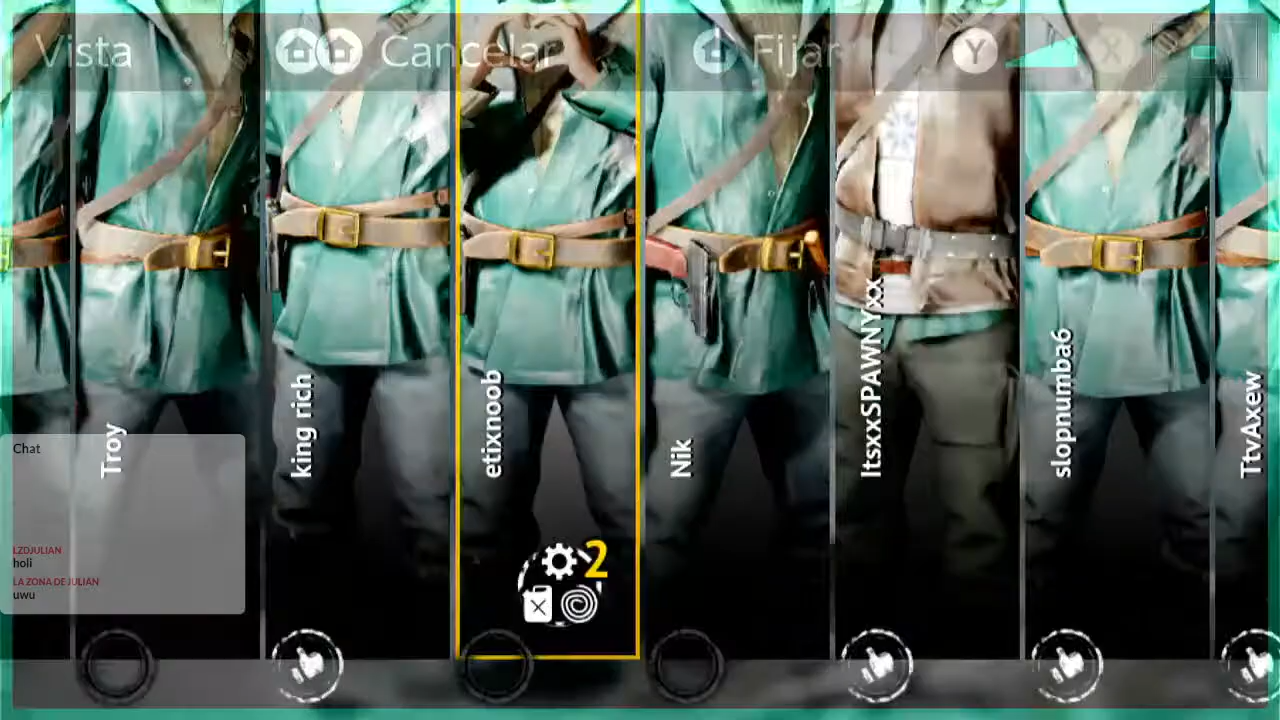 Vista
Cancelar
Fijar
Y
X
Troy
king rich
etixnoob
Nik
ItsxxSPAWNYxx
slopnumba6
TtvAxew
Chat
LZDJULIAN
holi
LA ZONA DE JULIAN
uwu
2